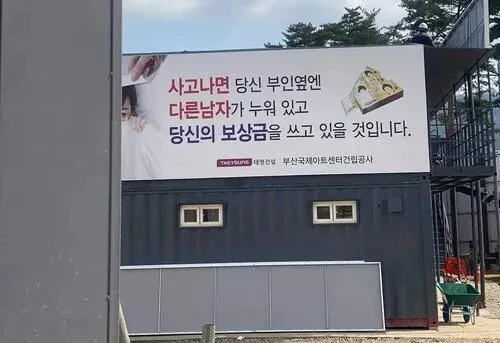 사고나면 당신 부인옆엔
다른남자가 누워 있고
당신의 보상금을 쓰고 있을 것입니다.
TAEYOUNG 태영건설 부산국제아트센터건립공사